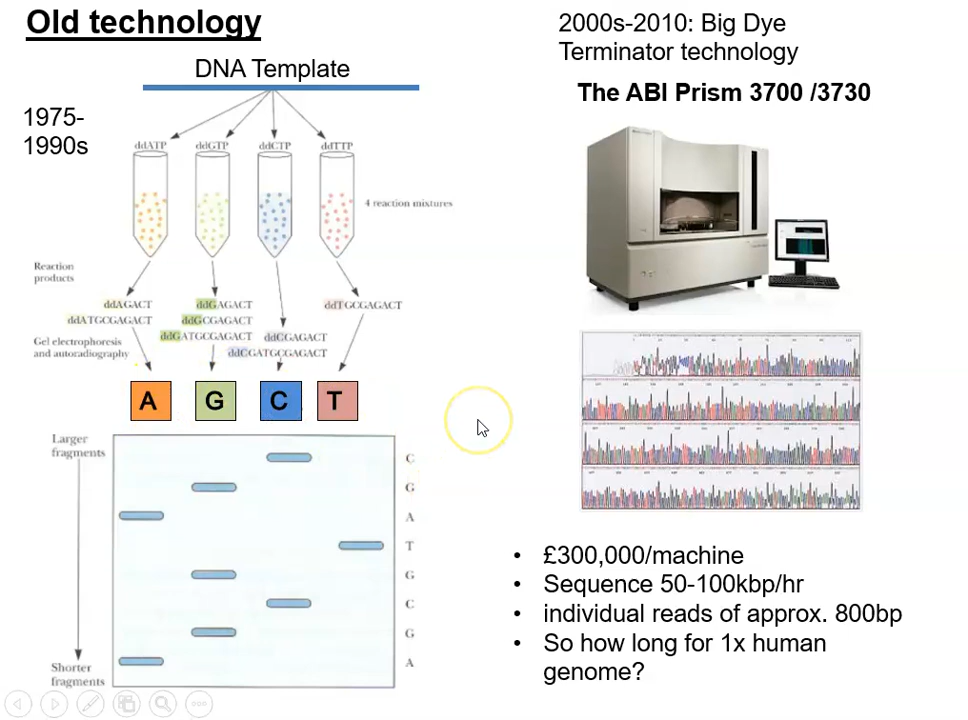 Old technology
DNA Template
1975-
1990s
ddATP ddGTP ddCTP ddTTP
4 reaction mixtures
Reaction
products
ddAGACT
ddATGCGAGACT
ddGAGACT
ddGCGAGACT
ddGATGCGAGACT
ddCGAGACT
ddCGATGCGAGACT
ddTGCGAGACT
Gel electrophoresis
and autoradiography
A G C T
Larger
fragments
C
G
A
T
G
C
G
A
Shorter
fragments
2000s-2010: Big Dye
Terminator technology
The ABI Prism 3700 /3730
• £300,000/machine
• Sequence 50-100kbp/hr
• individual reads of approx. 800bp
• So how long for 1x human
genome?